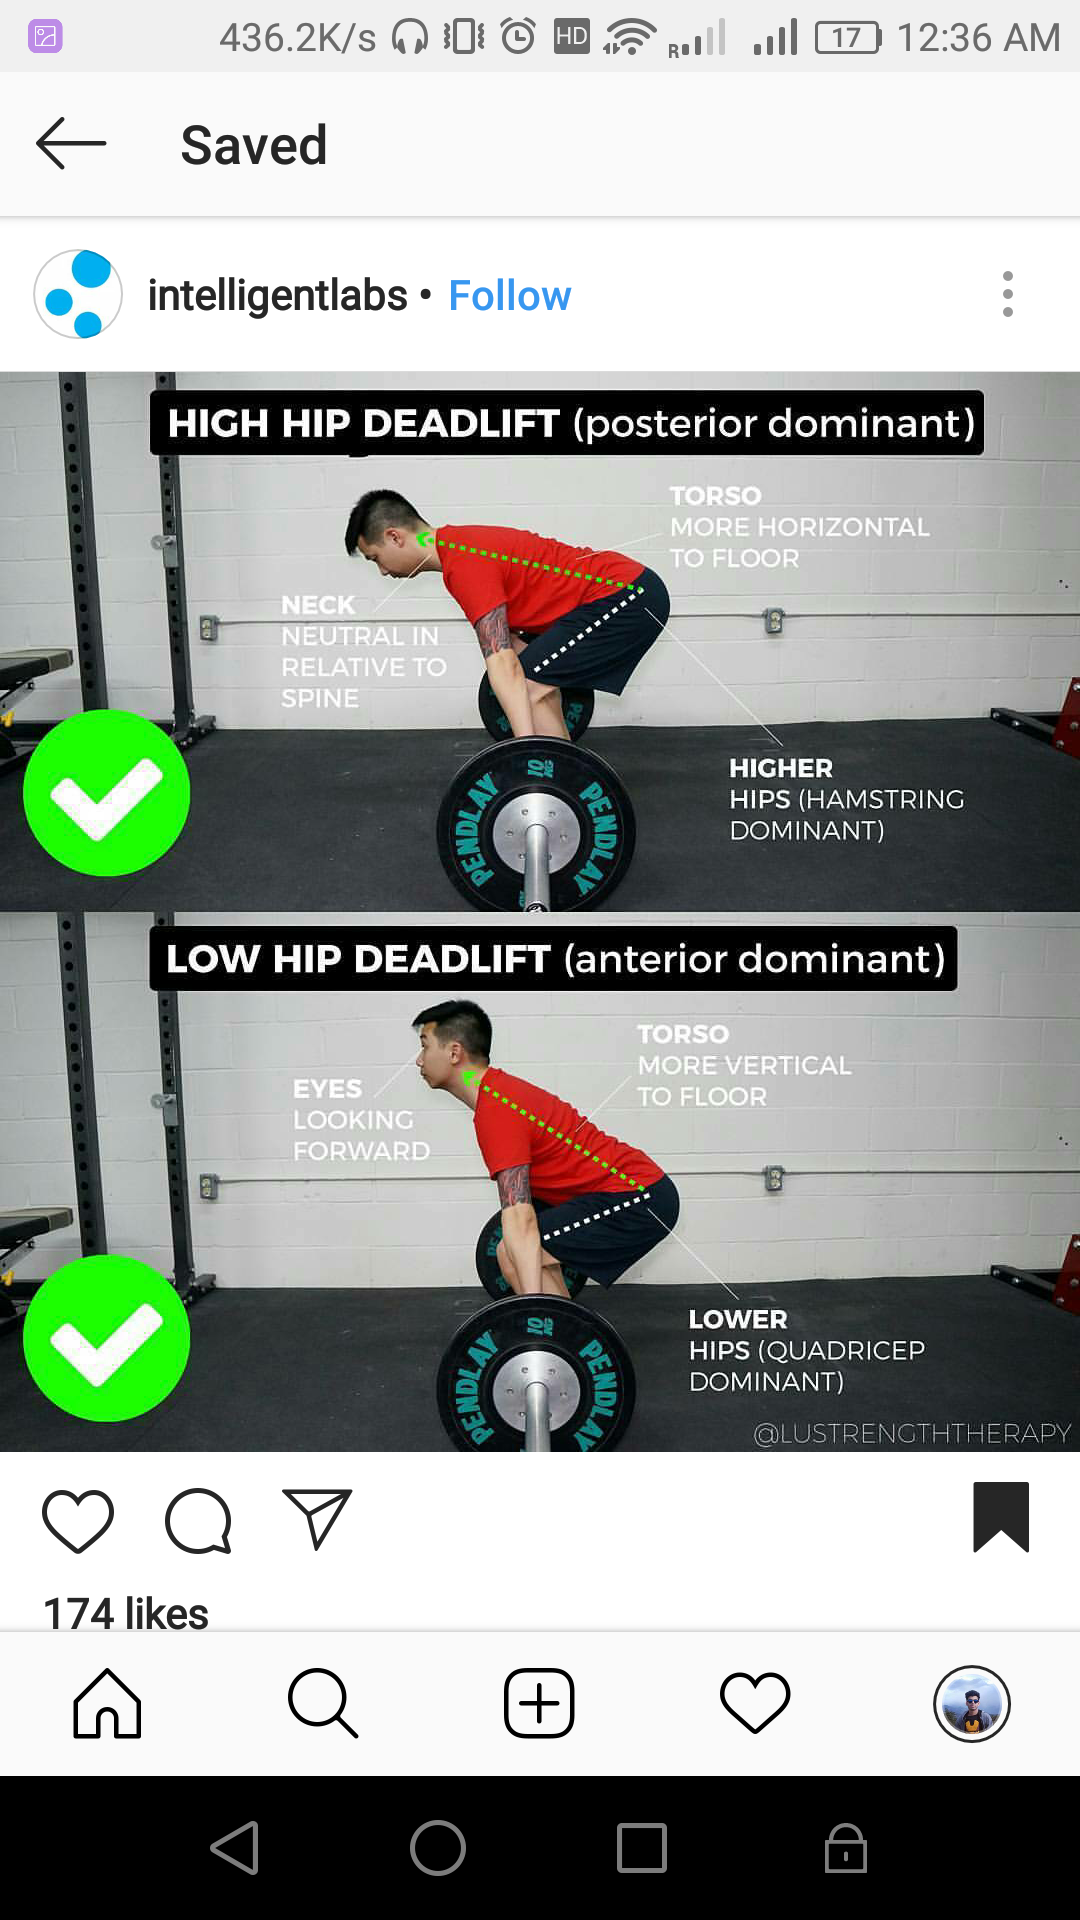 436.2K/s HD R 17 12:36 AM
Saved
intelligentlabs • Follow
HIGH HIP DEADLIFT (posterior dominant)
TORSO
MORE HORIZONTAL
TO FLOOR
NECK
NEUTRAL IN
RELATIVE TO
SPINE
HIGHER
HIPS (HAMSTRING
DOMINANT)
PENDLAY
10
KG
PENDLAY
LOW HIP DEADLIFT (anterior dominant)
TORSO
MORE VERTICAL
TO FLOOR
EYES
LOOKING
FORWARD
LOWER
HIPS (QUADRICEP
DOMINANT)
PENDLAY
10
KG
PENDLAY
@LUSTRENGTHTHERAPY
174 likes